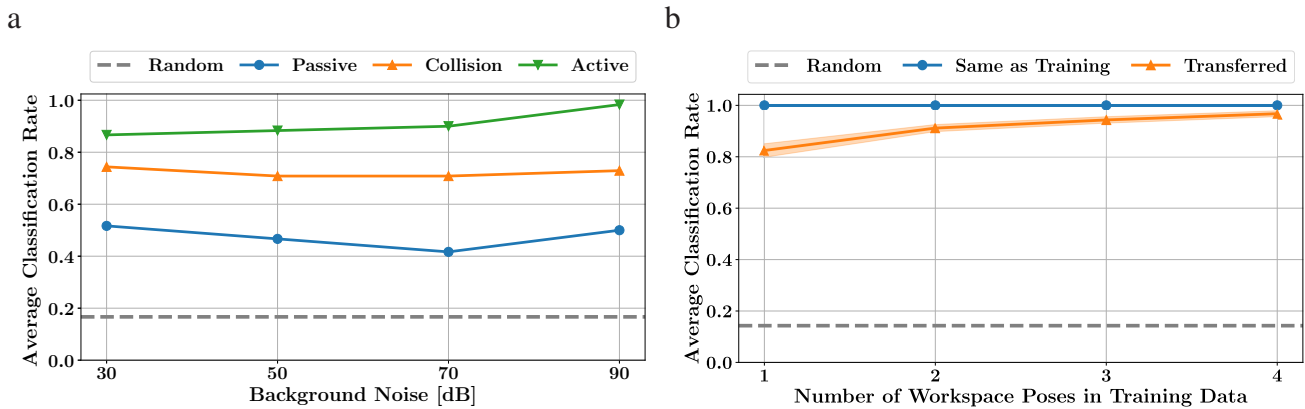 a
Random Passive Collision Active
1.0
0.8
0.6
0.4
0.2
0.0
Average Classification Rate
30 50 70 90
Background Noise [dB]
b
Random Same as Training Transferred
1.0
0.8
0.6
0.4
0.2
0.0
Average Classification Rate
1 2 3 4
Number of Workspace Poses in Training Data